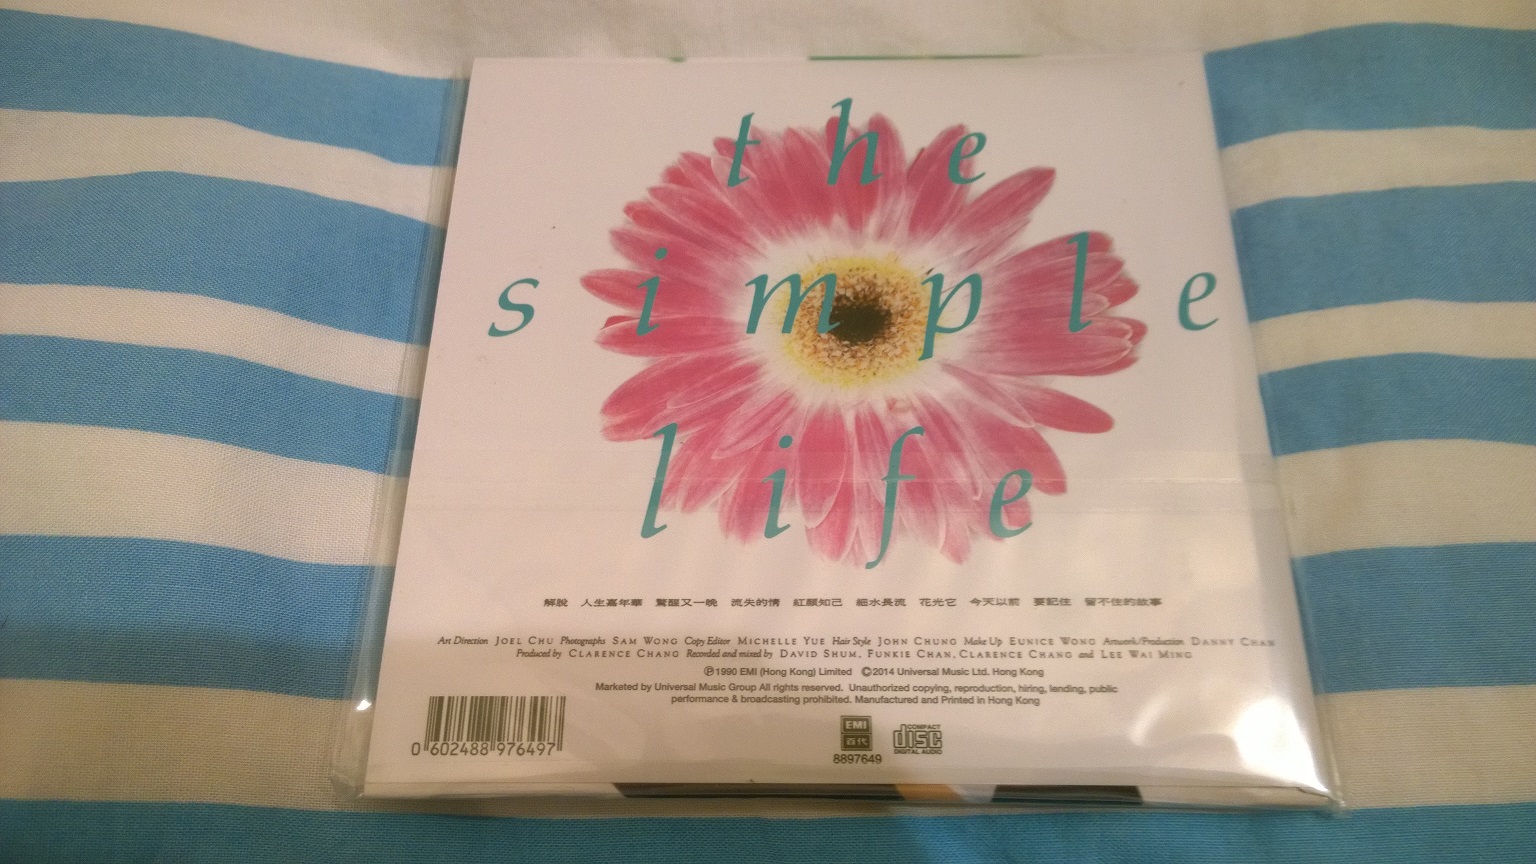 the
simple
life
解脫 人生嘉年華 驚醒又一晚 流失的情 紅顏知己 細水長流 花光它 今天以前 要記住 留不住的故事
Art Direction JOEL CHU Photographs SAM WONG Copy Editor MICHELLE YUE Hair Style JOHN CHUNG Make Up EUNICE WONG Artwork/Production DANNY CHAN
Produced by CLARENCE CHANG Recorded and mixed by DAVID SHUM, FUNKIE CHAN, CLARENCE CHANG and LEE WAI MING
℗1990 EMI (Hong Kong) Limited ©2014 Universal Music Ltd. Hong Kong
Marketed by Universal Music Group All rights reserved. Unauthorized copying, reproduction, hiring, lending, public
performance & broadcasting prohibited. Manufactured and Printed in Hong Kong
EMI
百代
8897649
COMPACT
disc
DIGITAL AUDIO
0 602488 976497